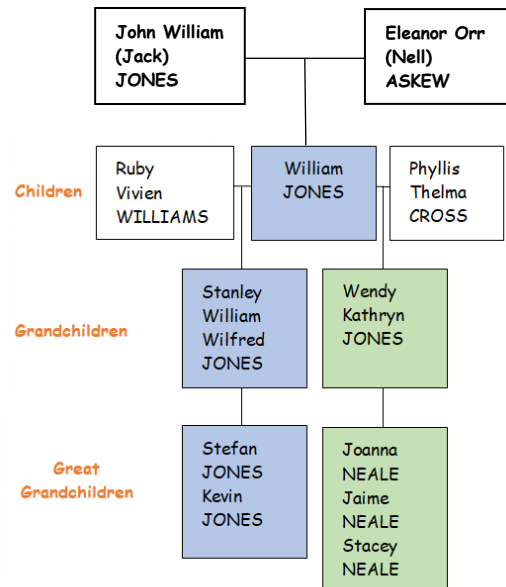 John William
(Jack)
JONES
Eleanor Orr
(Nell)
ASKEW
Children
Ruby
Vivien
WILLIAMS
William
JONES
Phyllis
Thelma
CROSS
Grandchildren
Stanley
William
Wilfred
JONES
Wendy
Kathryn
JONES
Great
Grandchildren
Stefan
JONES
Kevin
JONES
Joanna
NEALE
Jaime
NEALE
Stacey
NEALE